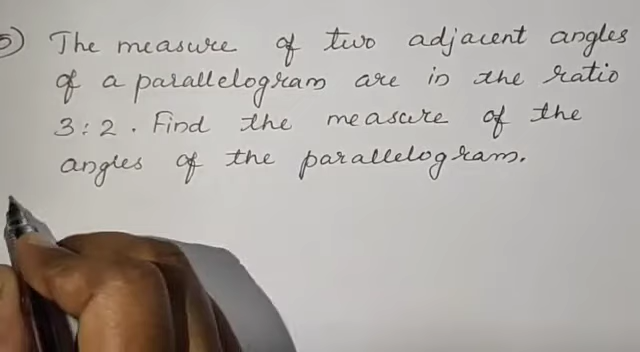 5) The measure of two adjacent angles
of a parallelogram are in the ratio
3:2. Find the measure of the
angles of the parallelogram.